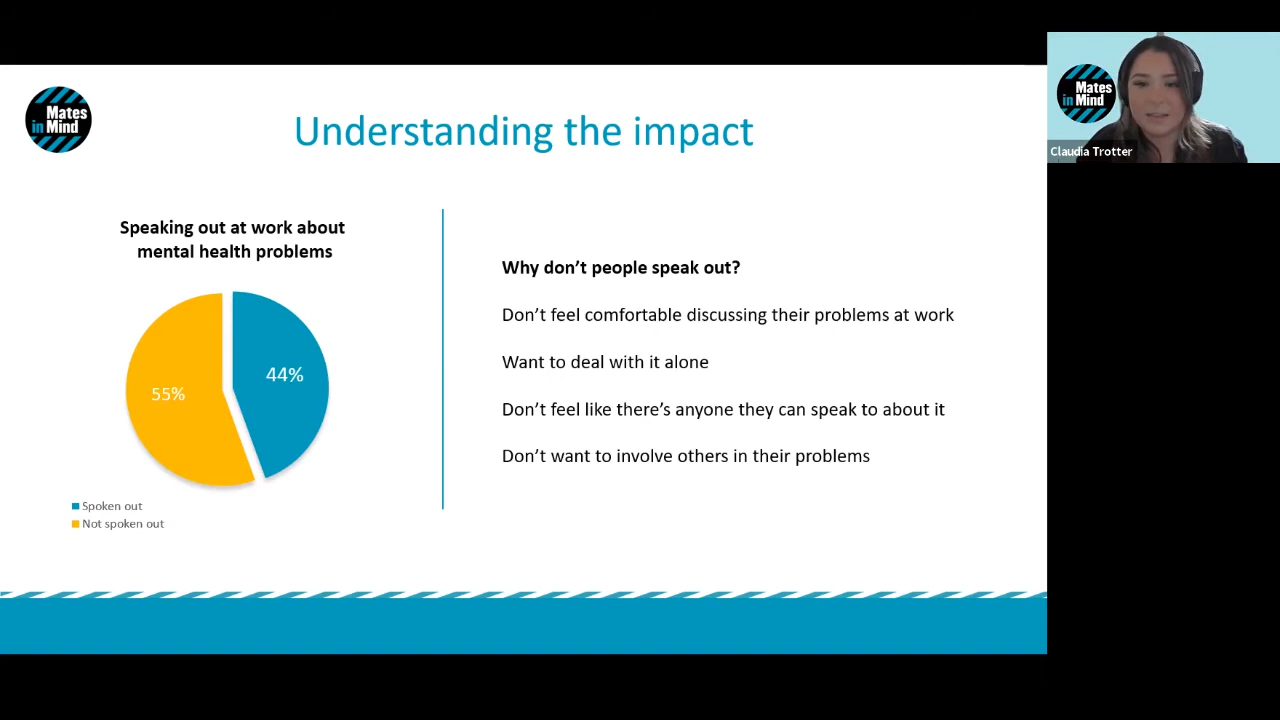 Mates
in Mind
Understanding the impact
Speaking out at work about
mental health problems
44%
55%
Spoken out
Not spoken out
Why don't people speak out?
Don't feel comfortable discussing their problems at work
Want to deal with it alone
Don't feel like there's anyone they can speak to about it
Don't want to involve others in their problems
Mates
in Mind
Claudia Trotter